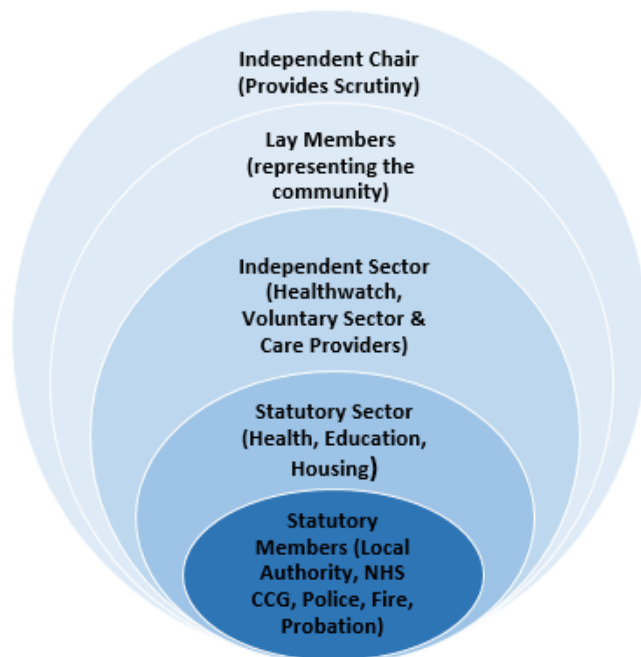 Independent Chair
(Provides Scrutiny)
Lay Members
(representing the
community)
Independent Sector
(Healthwatch,
Voluntary Sector &
Care Providers)
Statutory Sector
(Health, Education,
Housing)
Statutory
Members (Local
Authority, NHS
CCG, Police, Fire,
Probation)